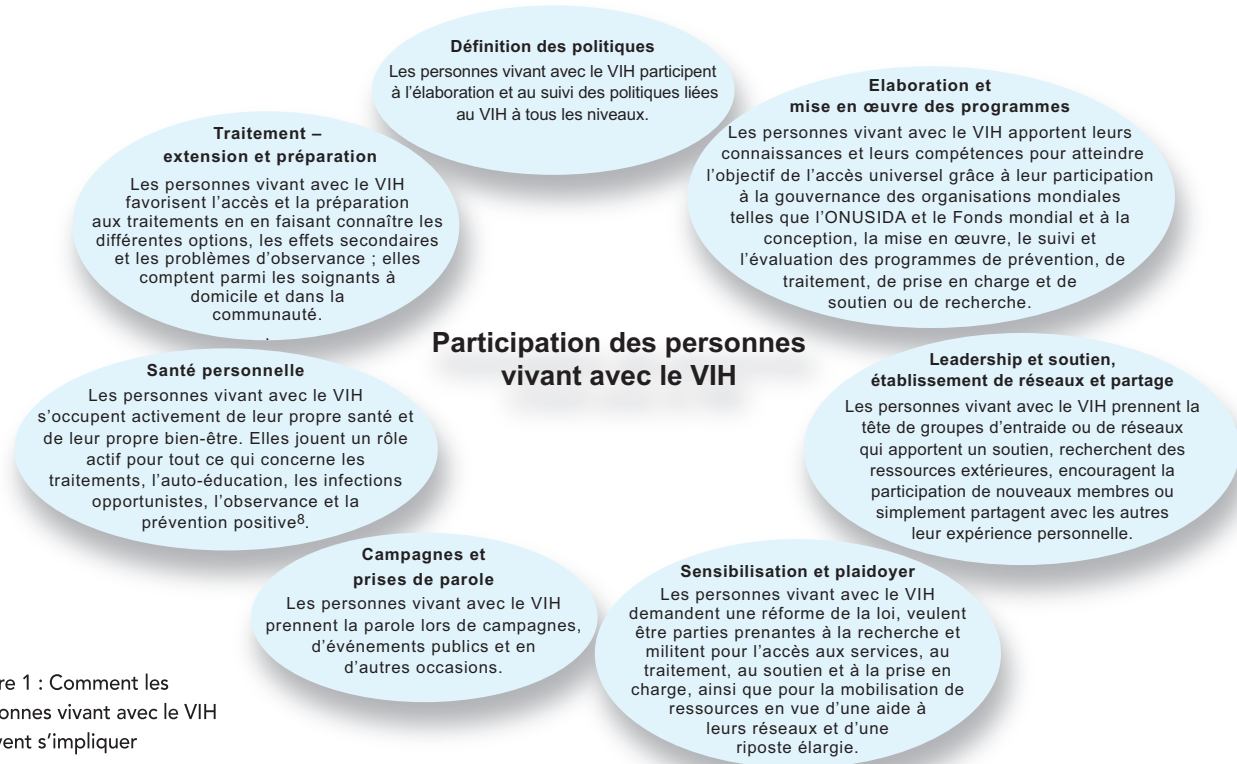 Définition des politiques
Les personnes vivant avec le VIH participent
à l’élaboration et au suivi des politiques liées
au VIH à tous les niveaux.
Elaboration et
mise en œuvre des programmes
Les personnes vivant avec le VIH apportent leurs
connaissances et leurs compétences pour atteindre
l’objectif de l’accès universel grâce à leur participation
à la gouvernance des organisations mondiales
telles que l’ONUSIDA et le Fonds mondial et à la
conception, la mise en œuvre, le suivi et
l’évaluation des programmes de prévention, de
traitement, de prise en charge et de
soutien ou de recherche.
Traitement –
extension et préparation
Les personnes vivant avec le VIH
favorisent l’accès et la préparation
aux traitements en en faisant connaître les
différentes options, les effets secondaires
et les problèmes d’observance ; elles
comptent parmi les soignants à
domicile et dans la
communauté.
.
Participation des personnes
vivant avec le VIH
Leadership et soutien,
établissement de réseaux et partage
Les personnes vivant avec le VIH prennent la
tête de groupes d’entraide ou de réseaux
qui apportent un soutien, recherchent des
ressources extérieures, encouragent la
participation de nouveaux membres ou
simplement partagent avec les autres
leur expérience personnelle.
Santé personnelle
Les personnes vivant avec le VIH
s’occupent activement de leur propre santé et
de leur propre bien-être. Elles jouent un rôle
actif pour tout ce qui concerne les
traitements, l’auto-éducation, les infections
opportunistes, l’observance et la
prévention positive⁸.
Campagnes et
prises de parole
Les personnes vivant avec le VIH
prennent la parole lors de campagnes,
d’événements publics et en
d’autres occasions.
Sensibilisation et plaidoyer
Les personnes vivant avec le VIH
demandent une réforme de la loi, veulent
être parties prenantes à la recherche et
militent pour l’accès aux services, au
traitement, au soutien et à la prise en
charge, ainsi que pour la mobilisation de
ressources en vue d’une aide à
leurs réseaux et d’une
riposte élargie.
re 1 : Comment les
onnes vivant avec le VIH
vent s’impliquer